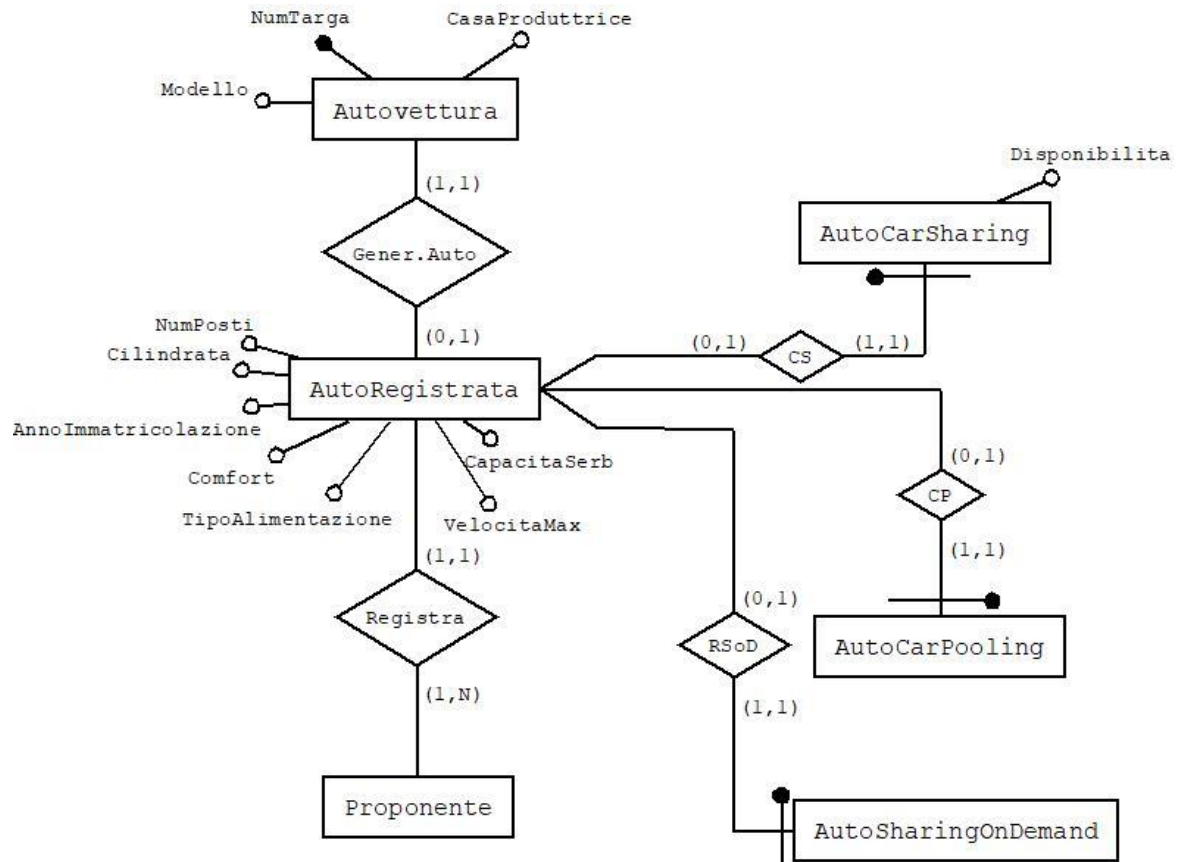 NumTarga
CasaProduttrice
Modello
Autovettura
(1,1)
Disponibilita
AutoCarSharing
Gener.Auto
(0,1)
NumPosti
Cilindrata
AutoRegistrata
AnnoImmatricolazione
Comfort
TipoAlimentazione
VelocitaMax
CapacitaSerb
(0,1)
CS
(1,1)
(0,1)
CP
(1,1)
AutoCarPooling
(1,1)
Registra
(1,N)
Proponente
(0,1)
RSoD
(1,1)
AutoSharingOnDemand